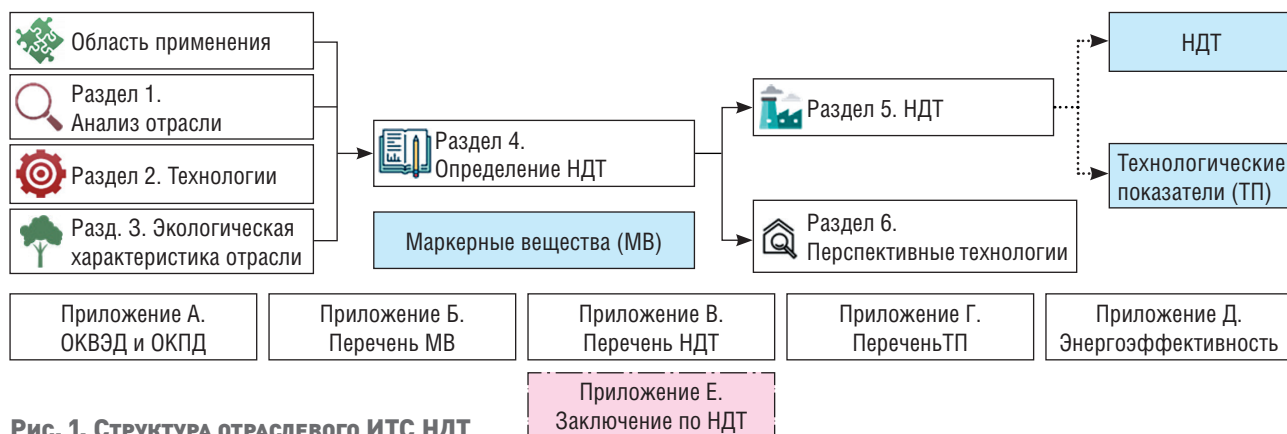 Область применения
Раздел 1.
Анализ отрасли
Раздел 2. Технологии
Разд. 3. Экологическая
характеристика отрасли
Раздел 4.
Определение НДТ
Маркерные вещества (МВ)
Раздел 5. НДТ
Раздел 6.
Перспективные технологии
НДТ
Технологические
показатели (ТП)
Приложение А.
ОКВЭД и ОКПД
Приложение Б.
Перечень МВ
Приложение В.
Перечень НДТ
Приложение Г.
ПереченьТП
Приложение Д.
Энергоэффективность
Приложение Е.
Заключение по НДТ
Рис. 1. Структура отраслевого ИТС НДТ